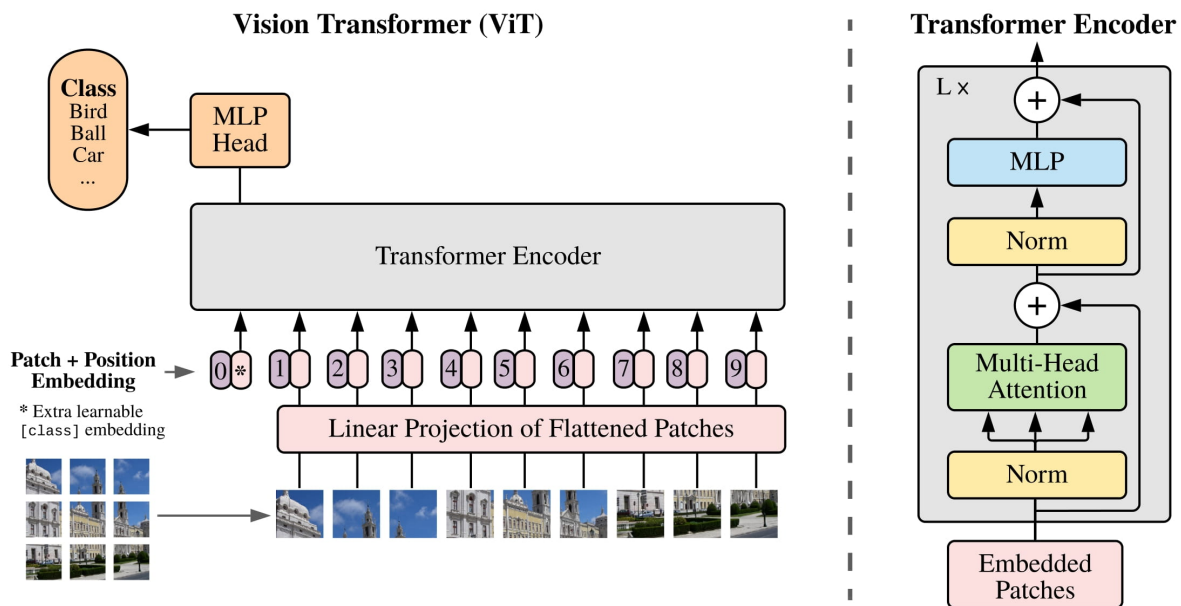 Vision Transformer (ViT)
Class
Bird
Ball
Car
...
MLP
Head
Transformer Encoder
0 * 1 2 3 4 5 6 7 8 9
Patch + Position
Embedding
* Extra learnable
[class] embedding
Linear Projection of Flattened Patches
Transformer Encoder
L ×
+
MLP
Norm
+
Multi-Head
Attention
Norm
Embedded
Patches